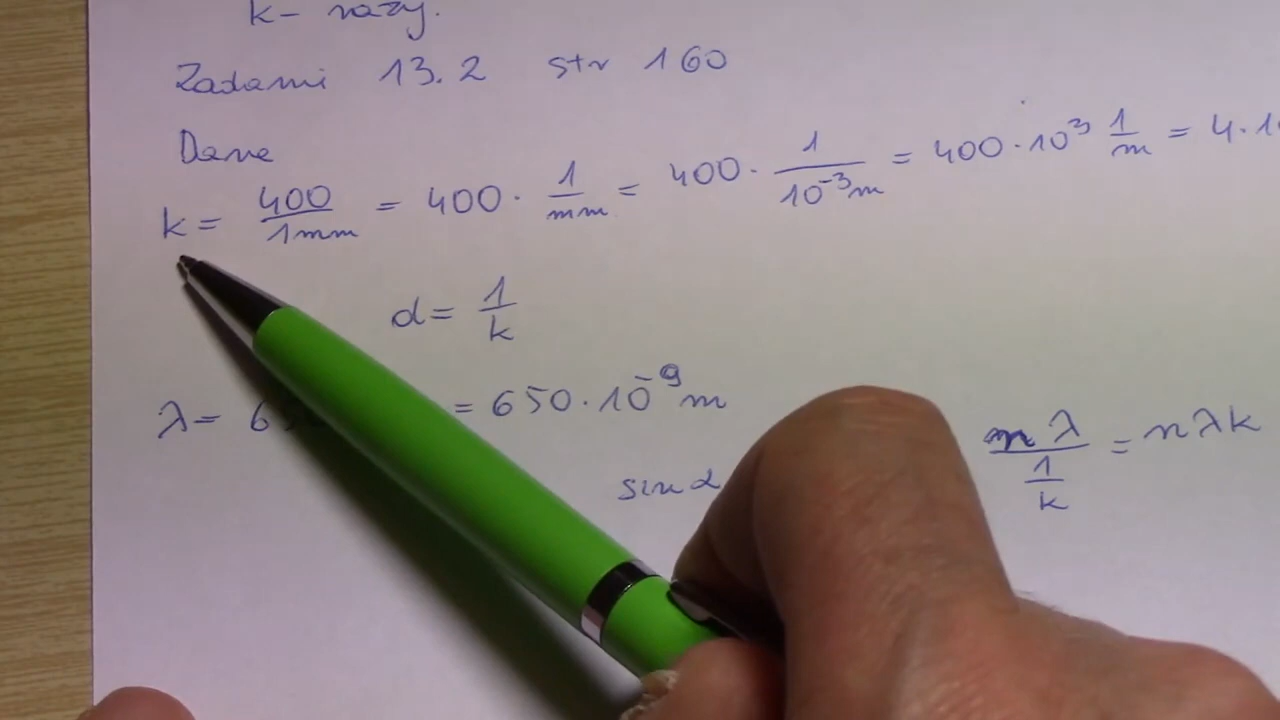 k - razy.
Zadanie 13.2 str 160
Dane
k = 400/1mm = 400 · 1/mm = 400 · 1/10⁻³m = 400 · 10³ 1/m = 4 · 1
d = 1/k
λ = 6 = 650 · 10⁻⁹ m
sin α nλ/(1/k) = nλk